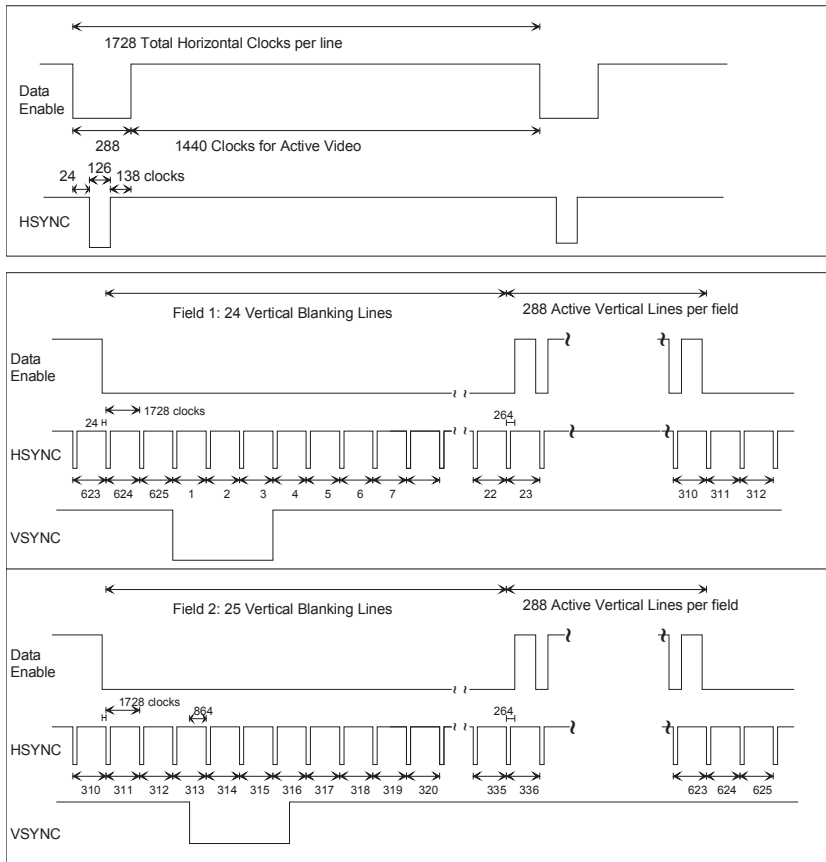 1728 Total Horizontal Clocks per line
Data
Enable
288
1440 Clocks for Active Video
24
126
138 clocks
HSYNC
Field 1: 24 Vertical Blanking Lines
288 Active Vertical Lines per field
Data
Enable
24
1728 clocks
264
HSYNC
623 624 625 1 2 3 4 5 6 7 22 23 310 311 312
VSYNC
Field 2: 25 Vertical Blanking Lines
288 Active Vertical Lines per field
Data
Enable
1728 clocks
864
264
HSYNC
310 311 312 313 314 315 316 317 318 319 320 335 336 623 624 625
VSYNC